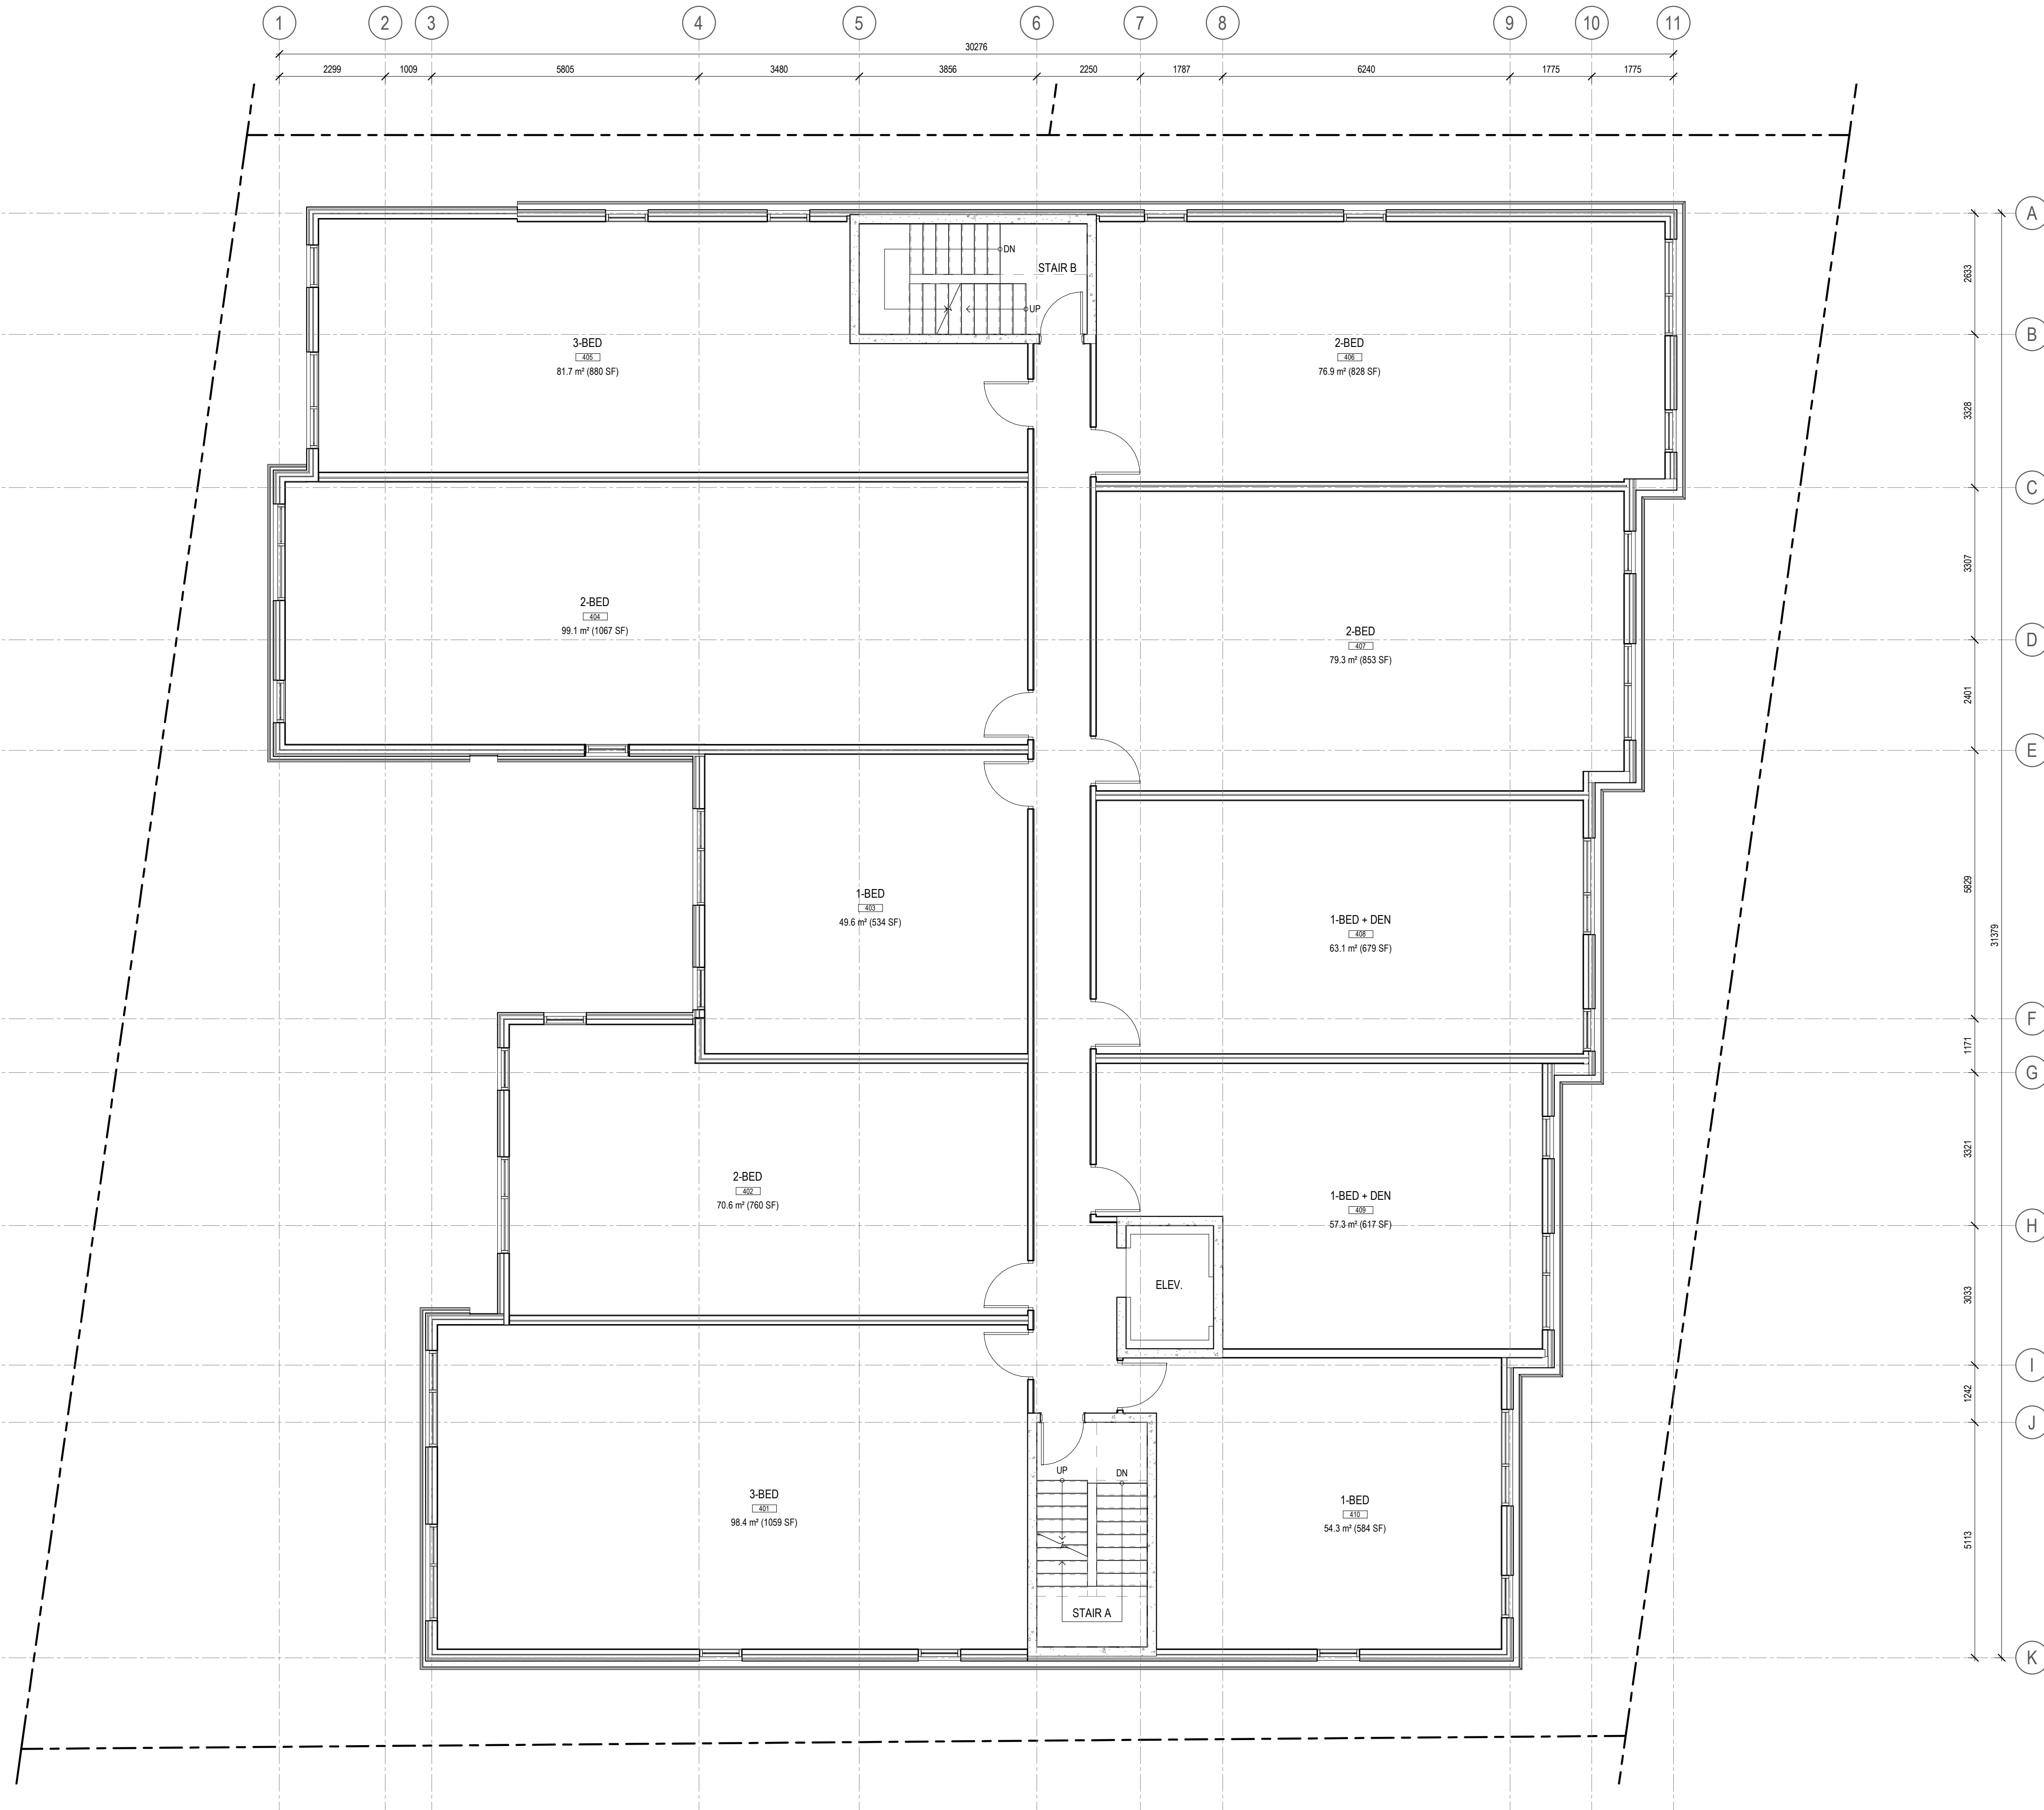 1 2 3 4 5 6 7 8 9 10 11
30276
2299 1009 5805 3480 3856 2250 1787 6240 1775 1775
A
2633
DN
STAIR B
UP
B
3-BED
405
81.7 m² (880 SF)
2-BED
406
76.9 m² (828 SF)
3328
C
3307
2-BED
404
99.1 m² (1067 SF)
2-BED
407
79.3 m² (853 SF)
D
2401
E
1-BED
403
49.6 m² (534 SF)
1-BED + DEN
408
63.1 m² (679 SF)
5829
31379
F
1171
G
3321
2-BED
402
70.6 m² (760 SF)
1-BED + DEN
409
57.3 m² (617 SF)
H
ELEV.
3033
I
1242
J
UP
DN
3-BED
401
98.4 m² (1059 SF)
1-BED
410
54.3 m² (584 SF)
5113
STAIR A
K